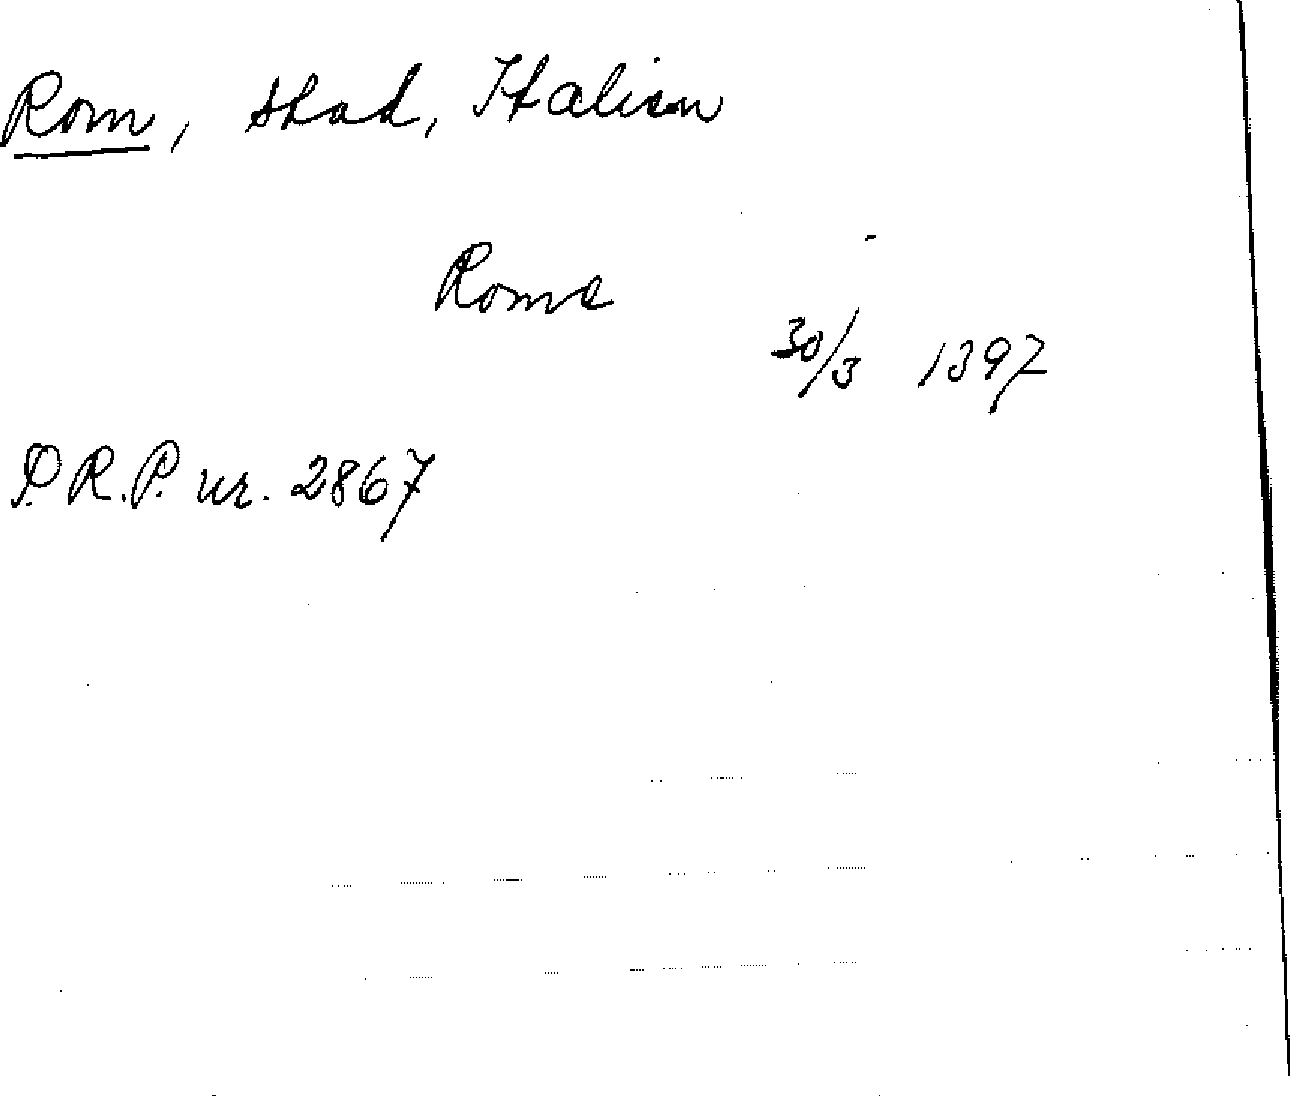 Rom, stad, Italien
Rome
30/3 1397
P.R.P. nr. 2867